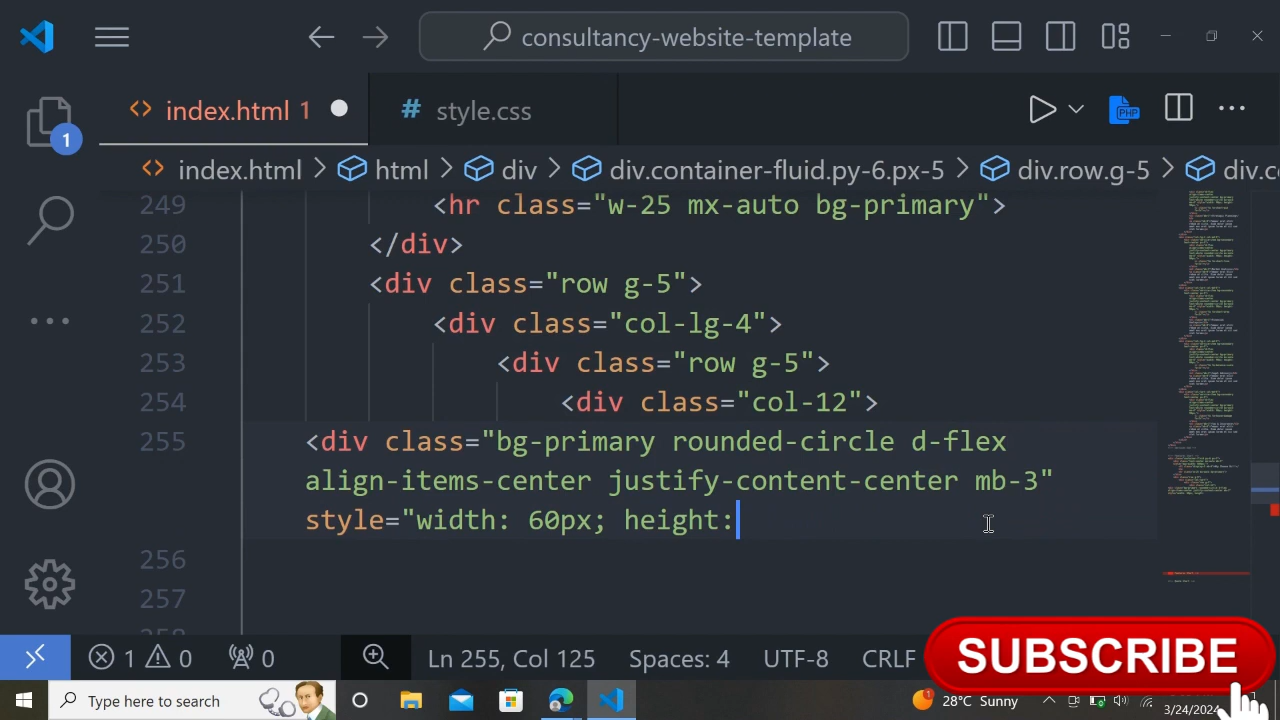 consultancy-website-template
index.html 1
# style.css
PHP
index.html > html > div > div.container-fluid.py-6.px-5 > div.row.g-5 > div.c
249 <hr class="w-25 mx-auto bg-primary">
250 </div>
251 <div class="row g-5">
252 <div class="col-lg-4">
253 <div class="row g-5">
254 <div class="col-12">
255 <div class="bg-primary rounded-circle d-flex
align-items-center justify-content-center mb-3"
style="width: 60px; height:
256
257
1
1 0 0
Ln 255, Col 125 Spaces: 4 UTF-8 CRLF
SUBSCRIBE
Type here to search
28°C Sunny
3/24/2024